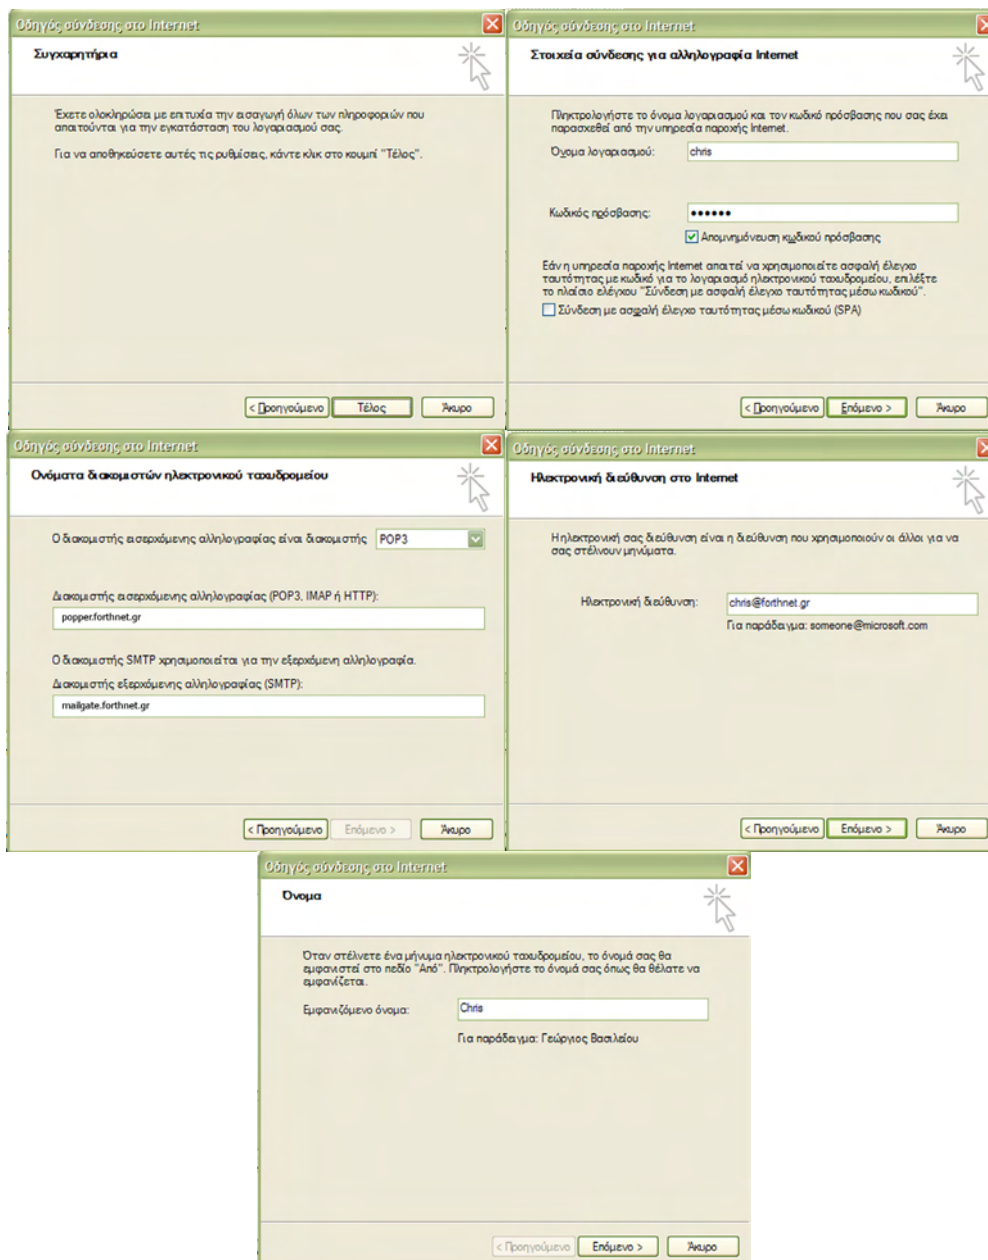 Οδηγός σύνδεσης στο Internet
Συγχαρητήρια
Έχετε ολοκληρώσει με επιτυχία την εισαγωγή όλων των πληροφοριών που
απαιτούνται για την εγκατάσταση του λογαριασμού σας.
Για να αποθηκεύσετε αυτές τις ρυθμίσεις, κάντε κλικ στο κουμπί "Τέλος".
< Προηγούμενο Τέλος Άκυρο
Οδηγός σύνδεσης στο Internet
Στοιχεία σύνδεσης για αλληλογραφία Internet
Πληκτρολογήστε το όνομα λογαριασμού και τον κωδικό πρόσβασης που σας έχει
παρασχεθεί από την υπηρεσία παροχής Internet.
Όνομα λογαριασμού: chris
Κωδικός πρόσβασης: ••••••
Απομνημόνευση κωδικού πρόσβασης
Εάν η υπηρεσία παροχής Internet απαιτεί να χρησιμοποιείτε ασφαλή έλεγχο
ταυτότητας με κωδικό για το λογαριασμό ηλεκτρονικού ταχυδρομείου, επιλέξτε
το πλαίσιο ελέγχου "Σύνδεση με ασφαλή έλεγχο ταυτότητας μέσω κωδικού".
Σύνδεση με ασφαλή έλεγχο ταυτότητας μέσω κωδικού (SPA)
< Προηγούμενο Επόμενο > Άκυρο
Οδηγός σύνδεσης στο Internet
Ονόματα διακομιστών ηλεκτρονικού ταχυδρομείου
Ο διακομιστής εισερχόμενης αλληλογραφίας είναι διακομιστής POP3
Διακομιστής εισερχόμενης αλληλογραφίας (POP3, IMAP ή HTTP):
popper.forthnet.gr
Ο διακομιστής SMTP χρησιμοποιείται για την εξερχόμενη αλληλογραφία.
Διακομιστής εξερχόμενης αλληλογραφίας (SMTP):
mailgate.forthnet.gr
< Προηγούμενο Επόμενο > Άκυρο
Οδηγός σύνδεσης στο Internet
Ηλεκτρονική διεύθυνση στο Internet
Η ηλεκτρονική σας διεύθυνση είναι η διεύθυνση που χρησιμοποιούν οι άλλοι για να
σας στέλνουν μηνύματα.
Ηλεκτρονική διεύθυνση: chris@forthnet.gr
Για παράδειγμα: someone@microsoft.com
< Προηγούμενο Επόμενο > Άκυρο
Οδηγός σύνδεσης στο Internet
Όνομα
Όταν στέλνετε ένα μήνυμα ηλεκτρονικού ταχυδρομείου, το όνομά σας θα
εμφανιστεί στο πεδίο "Από". Πληκτρολογήστε το όνομά σας όπως θα θέλατε να
εμφανίζεται.
Εμφανιζόμενο όνομα: Chris
Για παράδειγμα: Γεώργιος Βασιλείου
< Προηγούμενο Επόμενο > Άκυρο